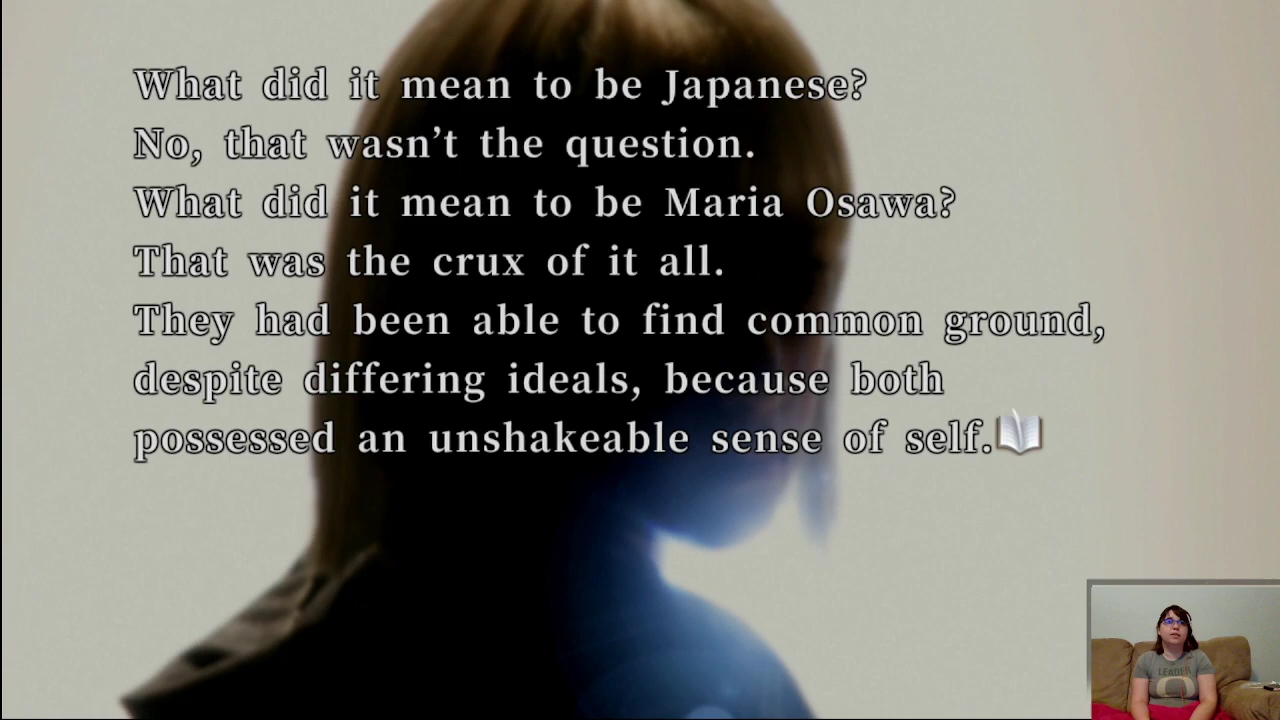 What did it mean to be Japanese?
No, that wasn't the question.
What did it mean to be Maria Osawa?
That was the crux of it all.
They had been able to find common ground,
despite differing ideals, because both
possessed an unshakeable sense of self.
LEADER